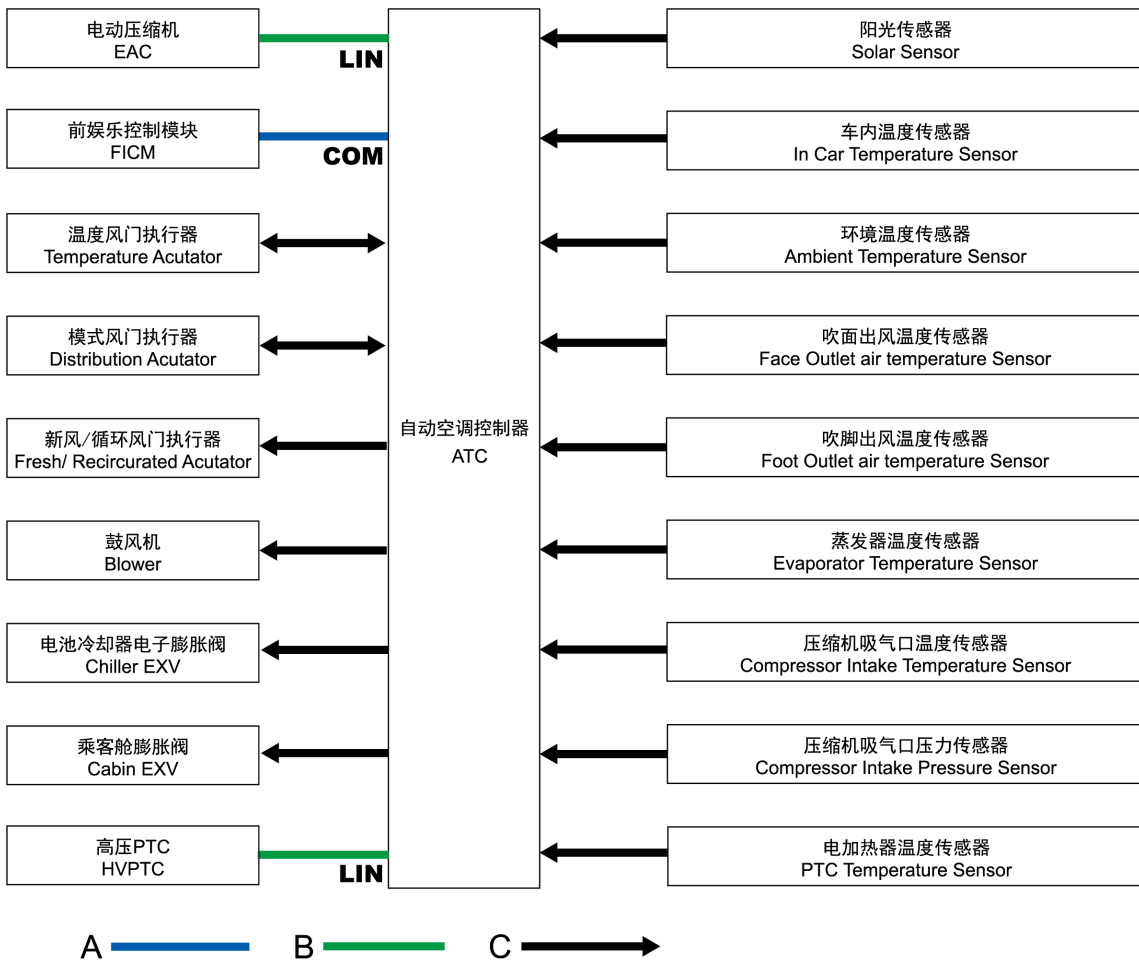 电动压缩机
EAC
LIN
前娱乐控制模块
FICM
COM
温度风门执行器
Temperature Acutator
模式风门执行器
Distribution Acutator
新风/循环风门执行器
Fresh/ Recircurated Acutator
鼓风机
Blower
电池冷却器电子膨胀阀
Chiller EXV
乘客舱膨胀阀
Cabin EXV
高压PTC
HVPTC
LIN
自动空调控制器
ATC
阳光传感器
Solar Sensor
车内温度传感器
In Car Temperature Sensor
环境温度传感器
Ambient Temperature Sensor
吹面出风温度传感器
Face Outlet air temperature Sensor
吹脚出风温度传感器
Foot Outlet air temperature Sensor
蒸发器温度传感器
Evaporator Temperature Sensor
压缩机吸气口温度传感器
Compressor Intake Temperature Sensor
压缩机吸气口压力传感器
Compressor Intake Pressure Sensor
电加热器温度传感器
PTC Temperature Sensor
A
B
C